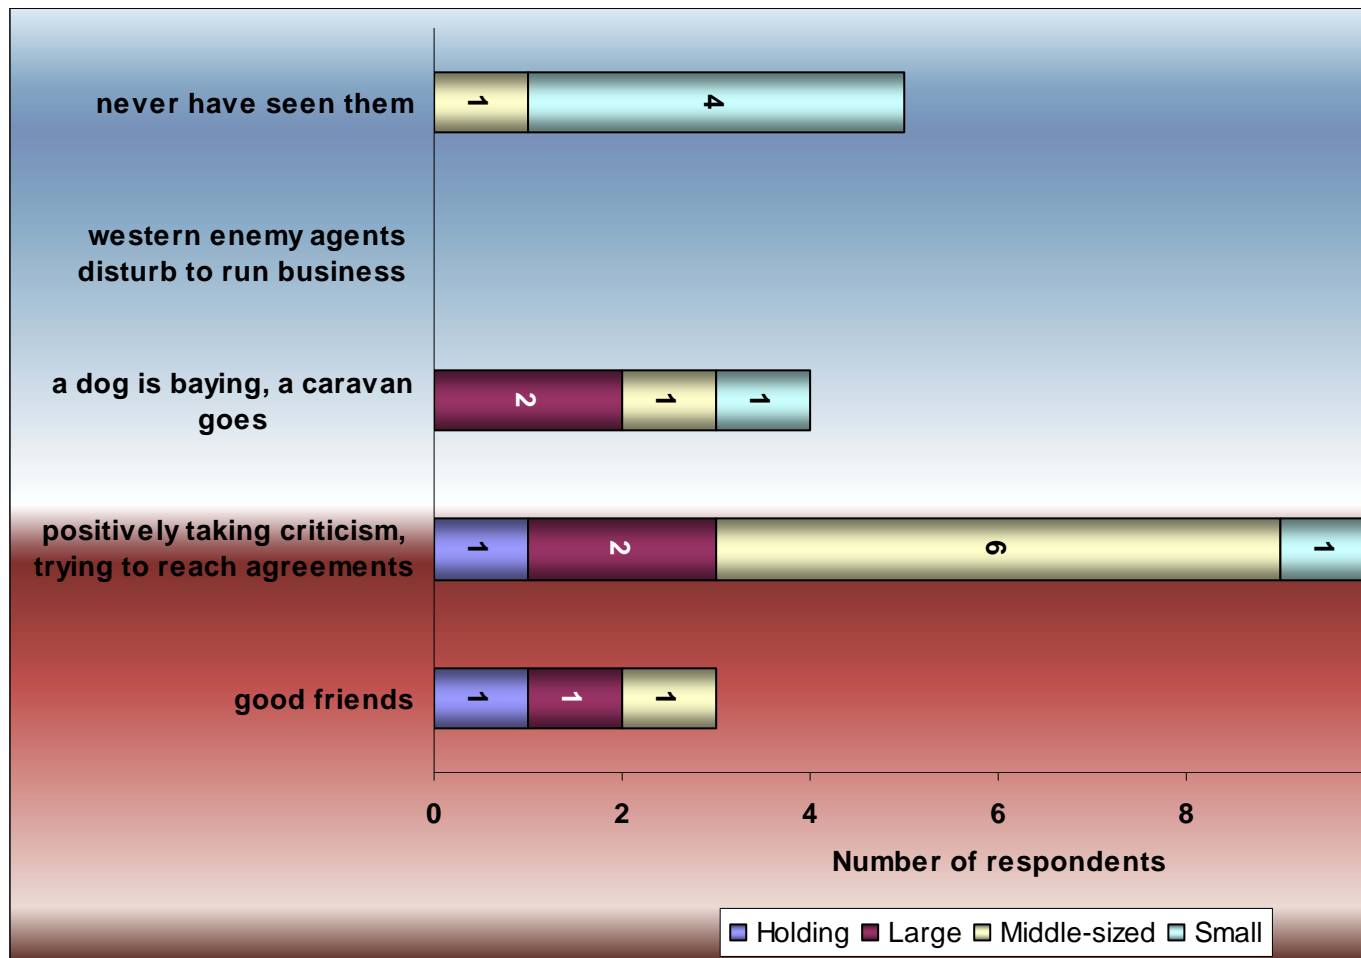 never have seen them
1 4
western enemy agents
disturb to run business
a dog is baying, a caravan
goes
2 1 1
positively taking criticism,
trying to reach agreements
1 2 6 1
good friends
1 1 1
0 2 4 6 8
Number of respondents
Holding Large Middle-sized Small